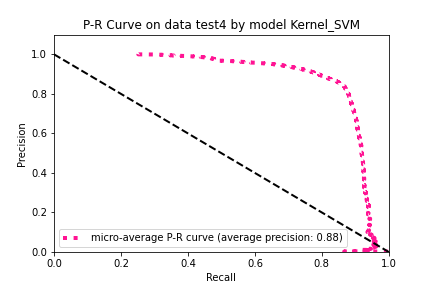 P-R Curve on data test4 by model Kernel_SVM
Precision
1.0
0.8
0.6
0.4
0.2
0.0
micro-average P-R curve (average precision: 0.88)
0.0 0.2 0.4 0.6 0.8 1.0
Recall